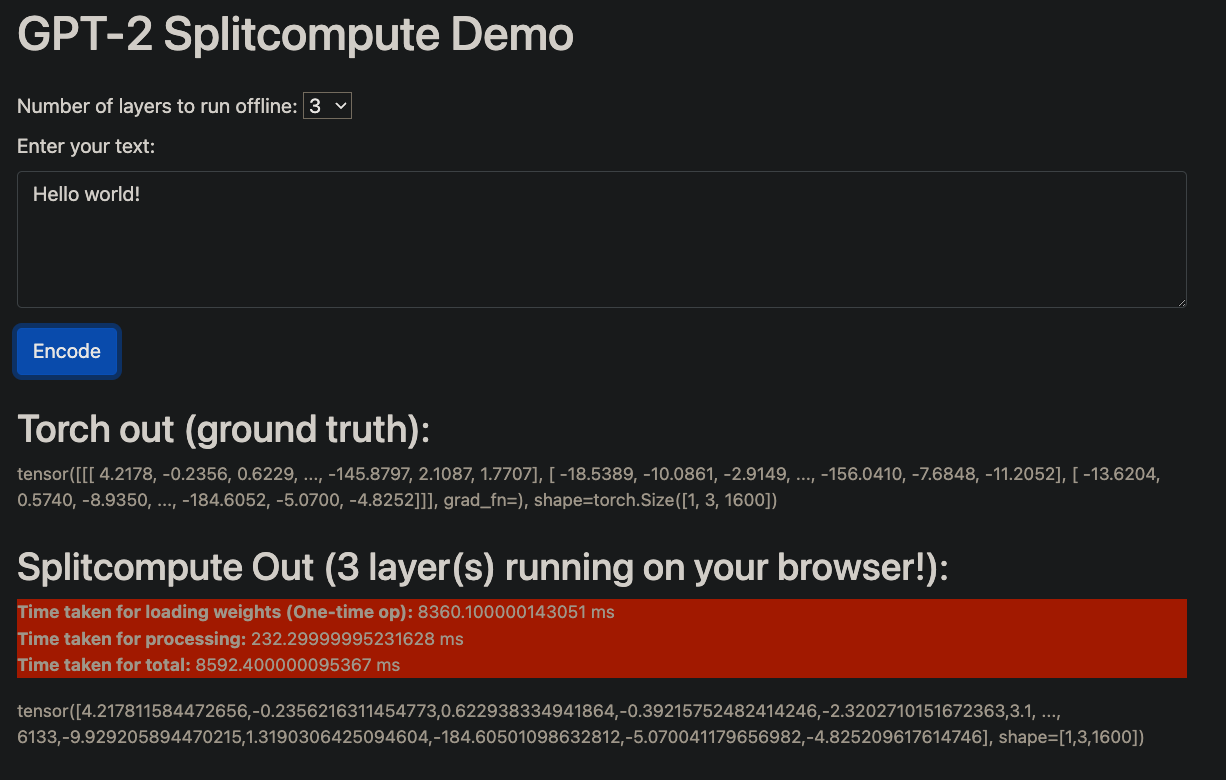 GPT-2 Splitcompute Demo
Number of layers to run offline: 3
Enter your text:
Hello world!
Encode
Torch out (ground truth):
tensor([[[ 4.2178, -0.2356, 0.6229, ..., -145.8797, 2.1087, 1.7707], [ -18.5389, -10.0861, -2.9149, ..., -156.0410, -7.6848, -11.2052], [ -13.6204,
0.5740, -8.9350, ..., -184.6052, -5.0700, -4.8252]]], grad_fn=), shape=torch.Size([1, 3, 1600])
Splitcompute Out (3 layer(s) running on your browser!):
Time taken for loading weights (One-time op): 8360.100000143051 ms
Time taken for processing: 232.29999995231628 ms
Time taken for total: 8592.400000095367 ms
tensor([4.217811584472656,-0.2356216311454773,0.622938334941864,-0.39215752482414246,-2.3202710151672363,3.1, ...,
6133,-9.929205894470215,1.3190306425094604,-184.60501098632812,-5.070041179656982,-4.825209617614746], shape=[1,3,1600])